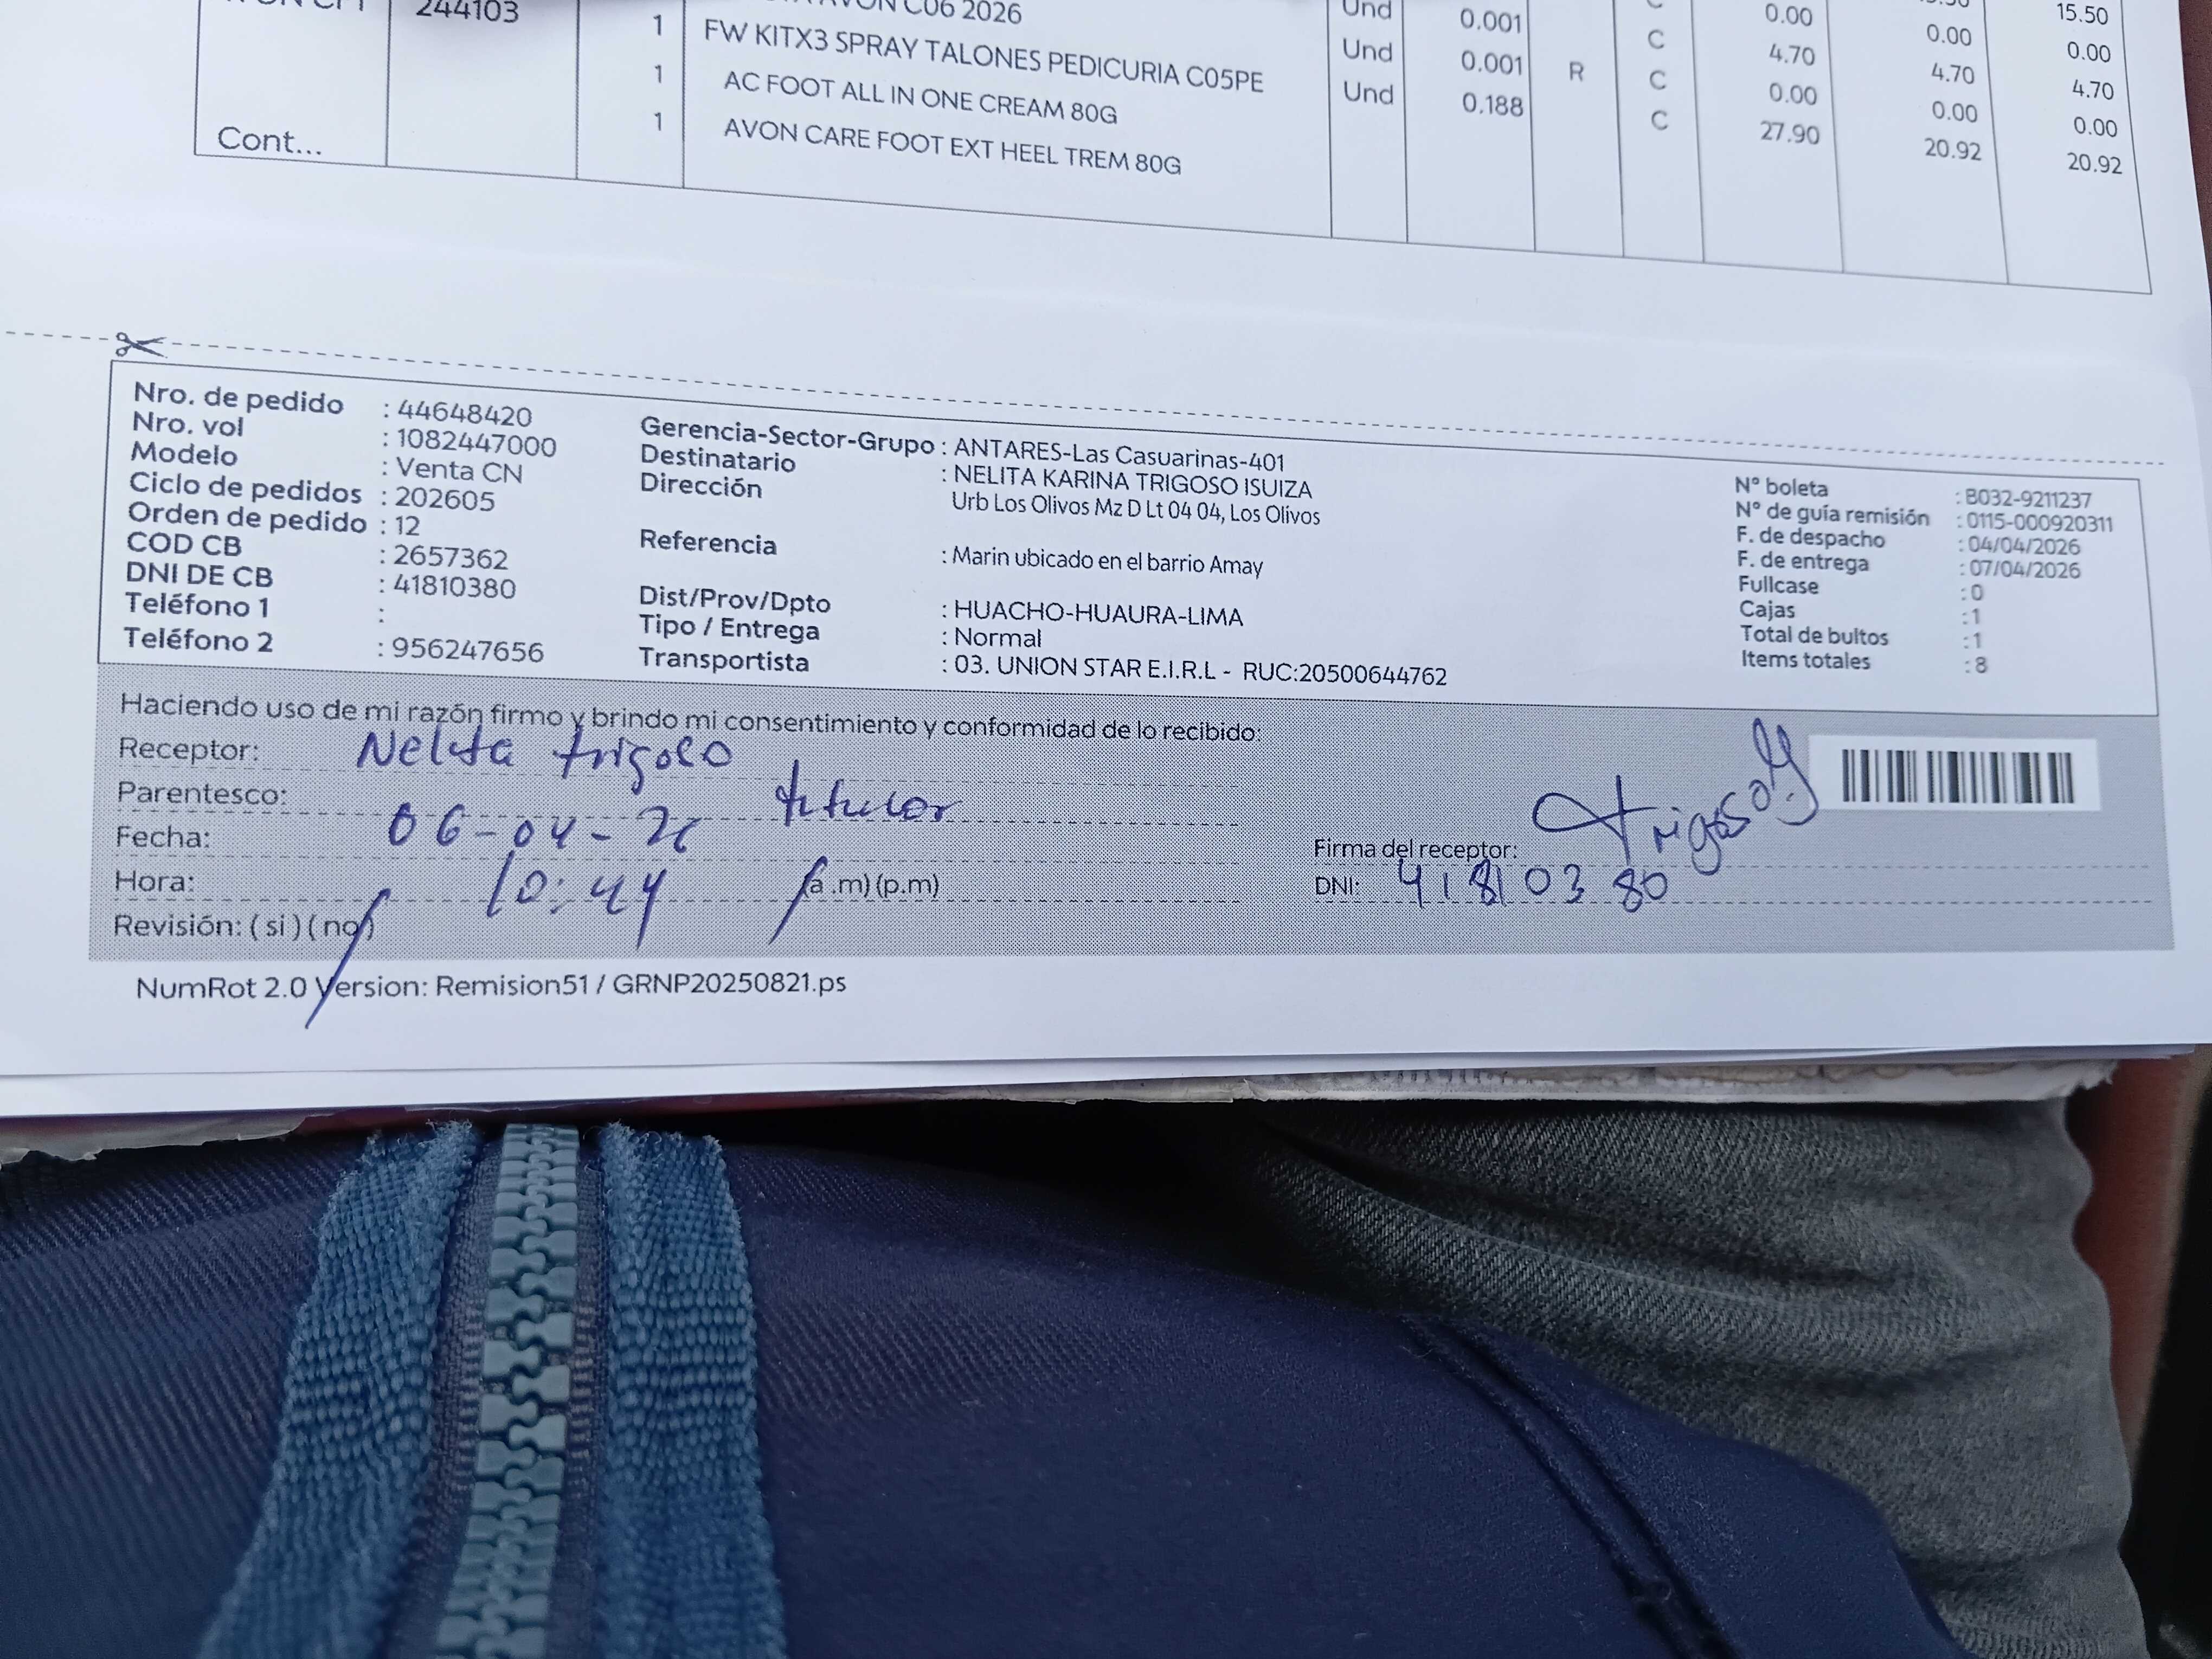 244103
C06 2026 Und 0.001 C 0.00 0.00 15.50
1 FW KITX3 SPRAY TALONES PEDICURIA C05PE Und 0.001 R C 4.70 4.70 0.00
1 AC FOOT ALL IN ONE CREAM 80G Und 0.188 C 0.00 0.00 4.70
1 AVON CARE FOOT EXT HEEL TREM 80G C 27.90 20.92 0.00
20.92
Cont...
Nro. de pedido : 44648420
Nro. vol : 1082447000
Modelo : Venta CN
Ciclo de pedidos : 202605
Orden de pedido : 12
COD CB : 2657362
DNI DE CB : 41810380
Teléfono 1 :
Teléfono 2 : 956247656
Gerencia-Sector-Grupo : ANTARES-Las Casuarinas-401
Destinatario : NELITA KARINA TRIGOSO ISUIZA
Dirección Urb Los Olivos Mz D Lt 04 04, Los Olivos
Referencia : Marin ubicado en el barrio Amay
Dist/Prov/Dpto : HUACHO-HUAURA-LIMA
Tipo / Entrega : Normal
Transportista : 03. UNION STAR E.I.R.L - RUC:20500644762
N° boleta : B032-9211237
N° de guía remisión : 0115-000920311
F. de despacho : 04/04/2026
F. de entrega : 07/04/2026
Fullcase : 0
Cajas : 1
Total de bultos : 1
Items totales : 8
Haciendo uso de mi razón firmo y brindo mi consentimiento y conformidad de lo recibido:
Receptor: Nelita trigoso
Parentesco: titular
Fecha: 06-04-26
Hora: 10:44 (a .m) (p.m)
Revisión: ( si ) ( no )
Trigoso
Firma del receptor:
DNI: 41810380
NumRot 2.0 Version: Remision51 / GRNP20250821.ps